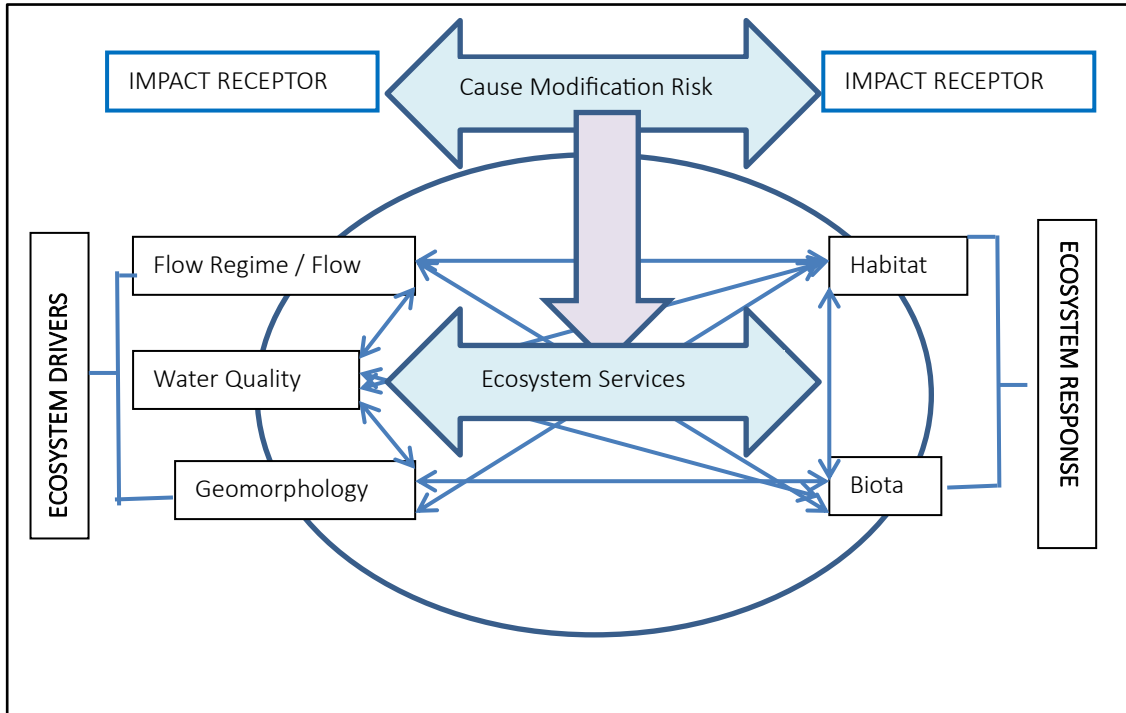 IMPACT RECEPTOR
Cause Modification Risk
IMPACT RECEPTOR
ECOSYSTEM DRIVERS
Flow Regime / Flow
Water Quality
Geomorphology
Ecosystem Services
Habitat
Biota
ECOSYSTEM RESPONSE